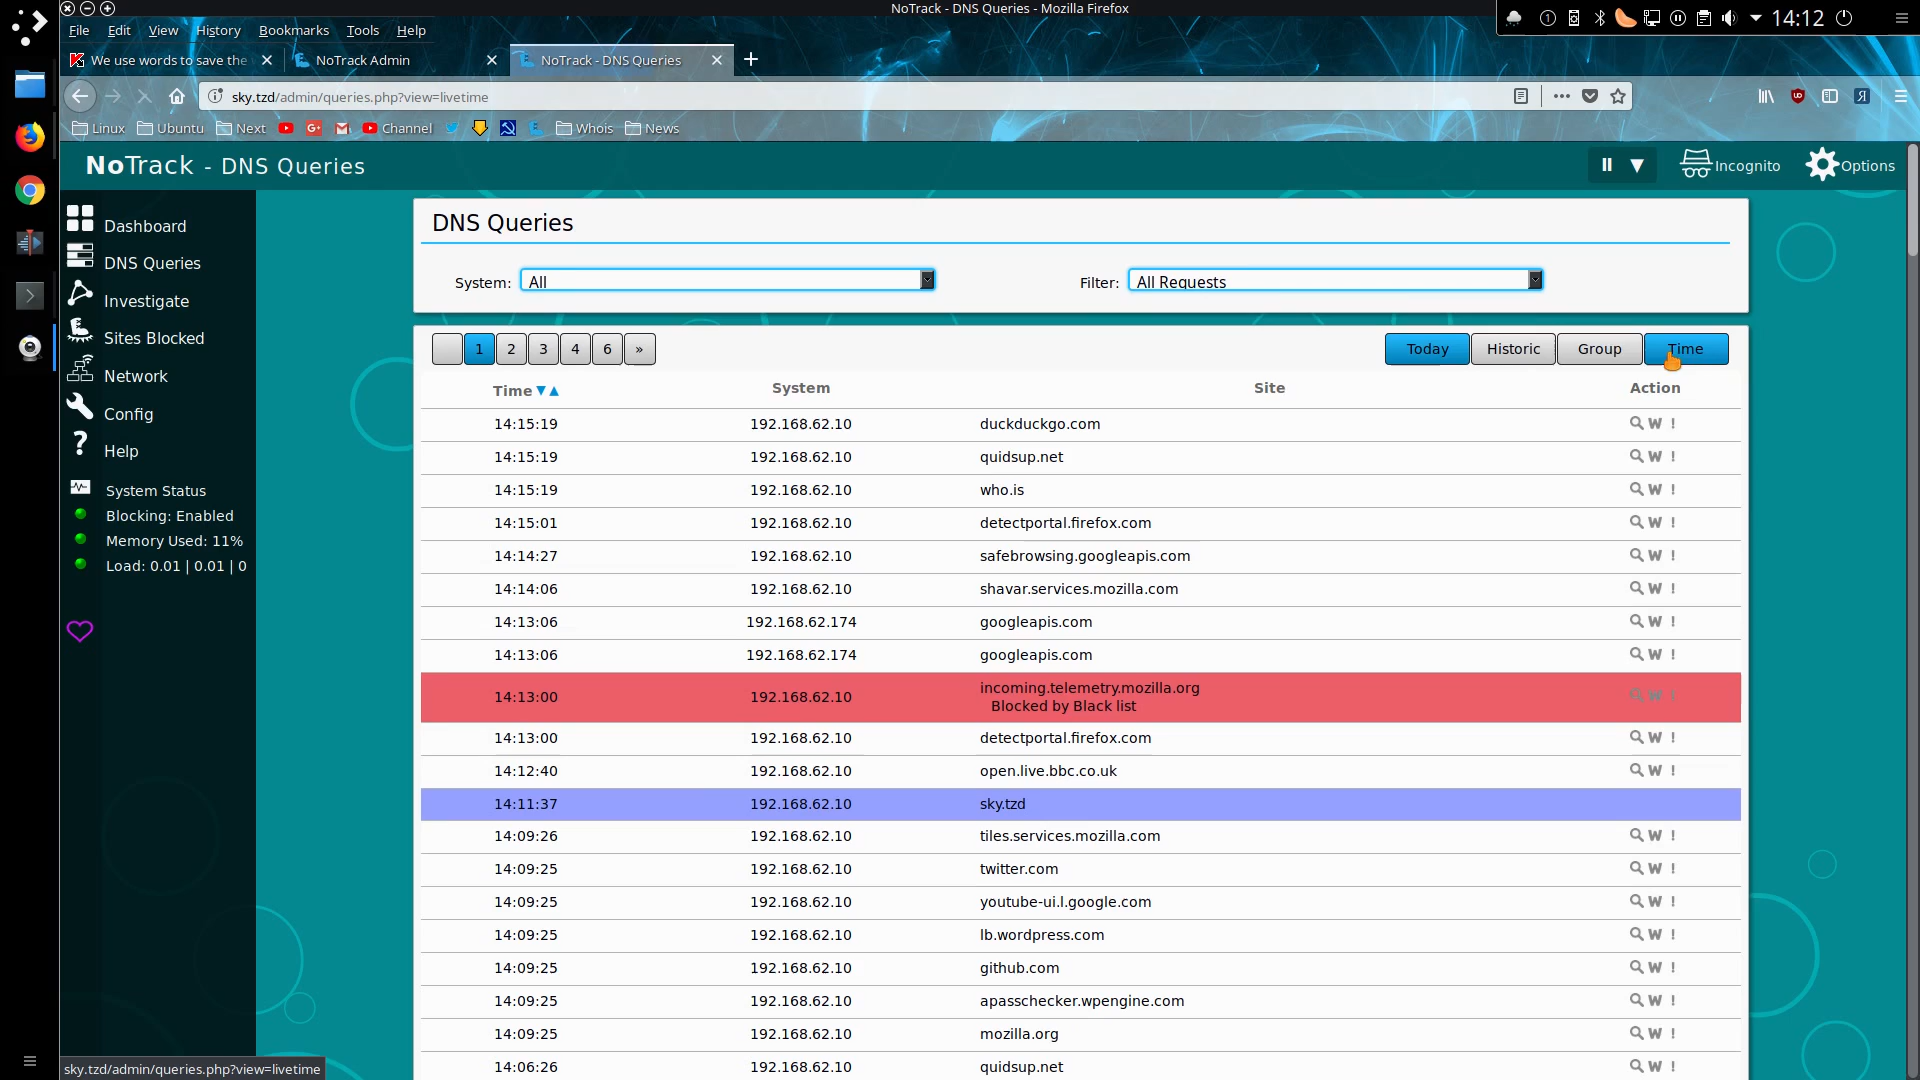 NoTrack - DNS Queries - Mozilla Firefox
14:12
File Edit View History Bookmarks Tools Help
We use words to save the
NoTrack Admin
NoTrack - DNS Queries
sky.tzd/admin/queries.php?view=livetime
Linux Ubuntu Next Channel Whois News
NoTrack - DNS Queries
Incognito
Options
Dashboard
DNS Queries
Investigate
Sites Blocked
Network
Config
Help
System Status
Blocking: Enabled
Memory Used: 11%
Load: 0.01 | 0.01 | 0
DNS Queries
System: All
Filter: All Requests
1 2 3 4 6 »
Today Historic Group Time
Time▼▲ System Site Action
14:15:19 192.168.62.10 duckduckgo.com W !
14:15:19 192.168.62.10 quidsup.net W !
14:15:19 192.168.62.10 who.is W !
14:15:01 192.168.62.10 detectportal.firefox.com W !
14:14:27 192.168.62.10 safebrowsing.googleapis.com W !
14:14:06 192.168.62.10 shavar.services.mozilla.com W !
14:13:06 192.168.62.174 googleapis.com W !
14:13:06 192.168.62.174 googleapis.com W !
14:13:00 192.168.62.10 incoming.telemetry.mozilla.org W !
Blocked by Black list
14:13:00 192.168.62.10 detectportal.firefox.com W !
14:12:40 192.168.62.10 open.live.bbc.co.uk W !
14:11:37 192.168.62.10 sky.tzd
14:09:26 192.168.62.10 tiles.services.mozilla.com W !
14:09:25 192.168.62.10 twitter.com W !
14:09:25 192.168.62.10 youtube-ui.l.google.com W !
14:09:25 192.168.62.10 lb.wordpress.com W !
14:09:25 192.168.62.10 github.com W !
14:09:25 192.168.62.10 apasschecker.wpengine.com W !
14:09:25 192.168.62.10 mozilla.org W !
14:06:26 192.168.62.10 quidsup.net W !
sky.tzd/admin/queries.php?view=livetime